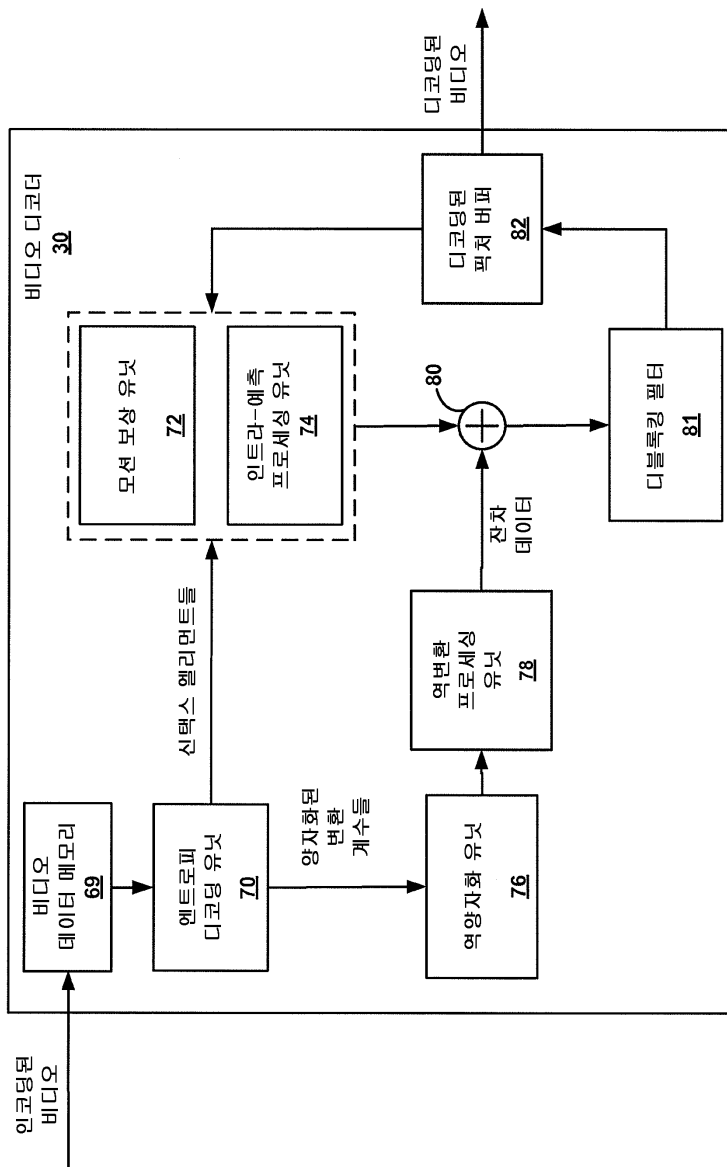 인코딩된
비디오
비디오 디코더
30
비디오
데이터 메모리
69
엔트로피
디코딩 유닛
70
신택스 엘리먼트들
모션 보상 유닛
72
인트라-예측
프로세싱 유닛
74
양자화된
변환
계수들
역양자화 유닛
76
역변환
프로세싱
유닛
78
잔차
데이터
80
디블록킹 필터
81
디코딩된
픽처 버퍼
82
디코딩된
비디오